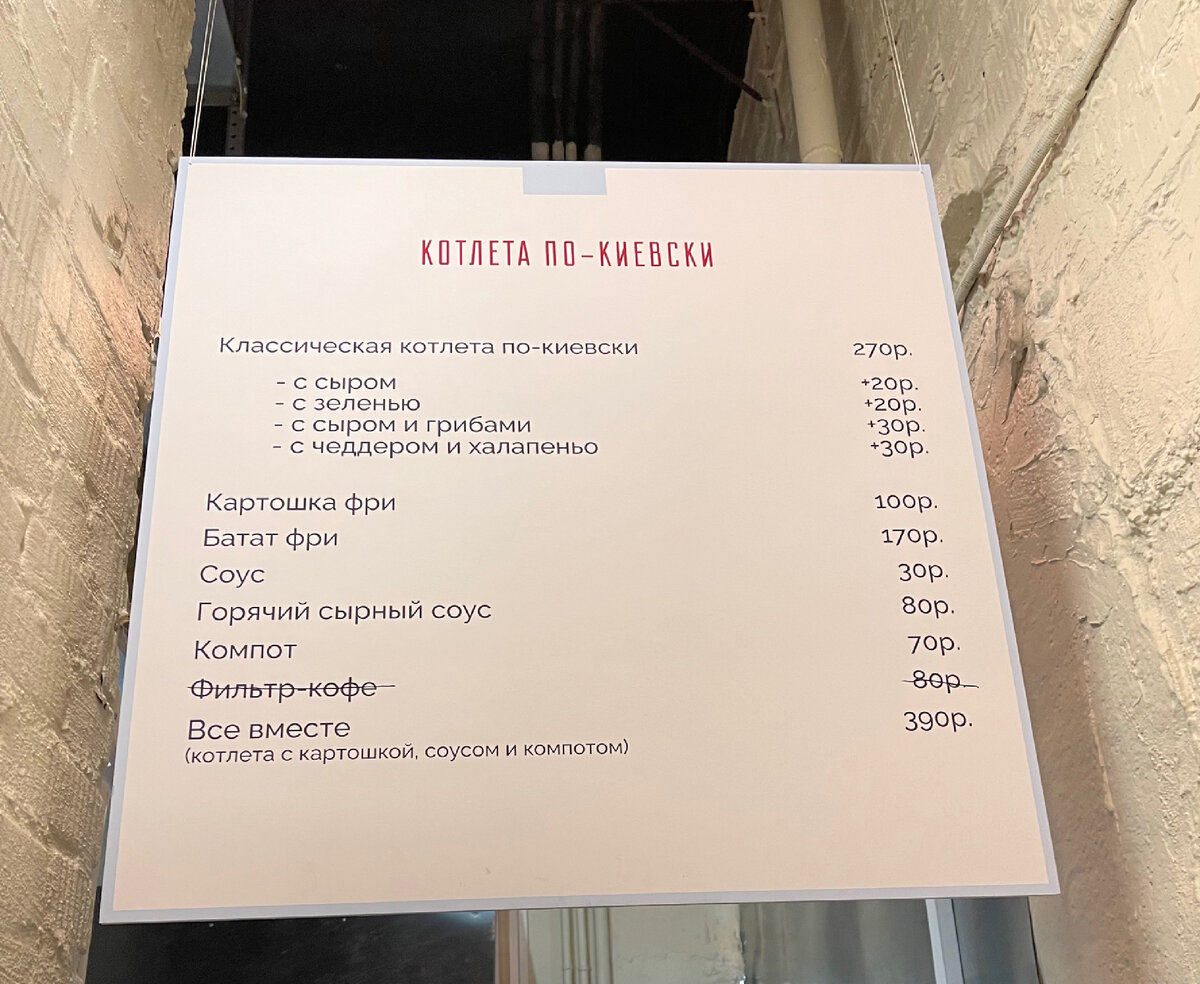 КОТЛЕТА ПО-КИЕВСКИ
Классическая котлета по-киевски 270р.
- с сыром +20р.
- с зеленью +20р.
- с сыром и грибами +30р.
- с чеддером и халапеньо +30р.
Картошка фри 100р.
Батат фри 170р.
Соус 30р.
Горячий сырный соус 80р.
Компот 70р.
Фильтр-кофе 80р.
Все вместе 390р.
(котлета с картошкой, соусом и компотом)